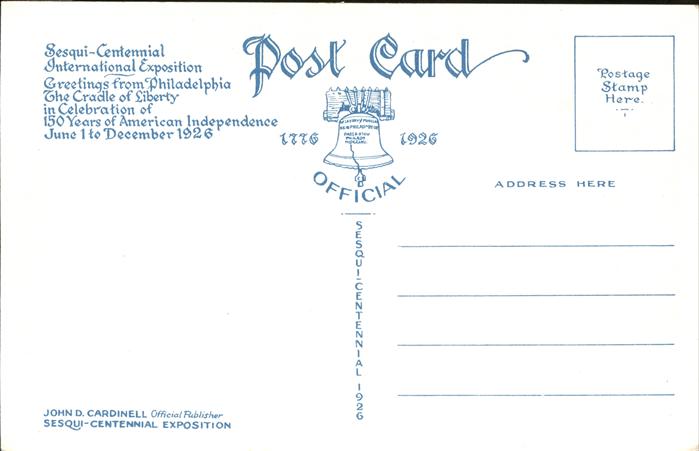 Sesqui-Centennial
International Exposition
Greetings from Philadelphia
The Cradle of Liberty
in Celebration of
150 Years of American Independence
June 1 to December 1926
Post Card
1776 1926
OFFICIAL
Postage
Stamp
Here.
ADDRESS HERE
SESQUI-CENTENNIAL 1926
JOHN D. CARDINELL Official Publisher
SESQUI-CENTENNIAL EXPOSITION